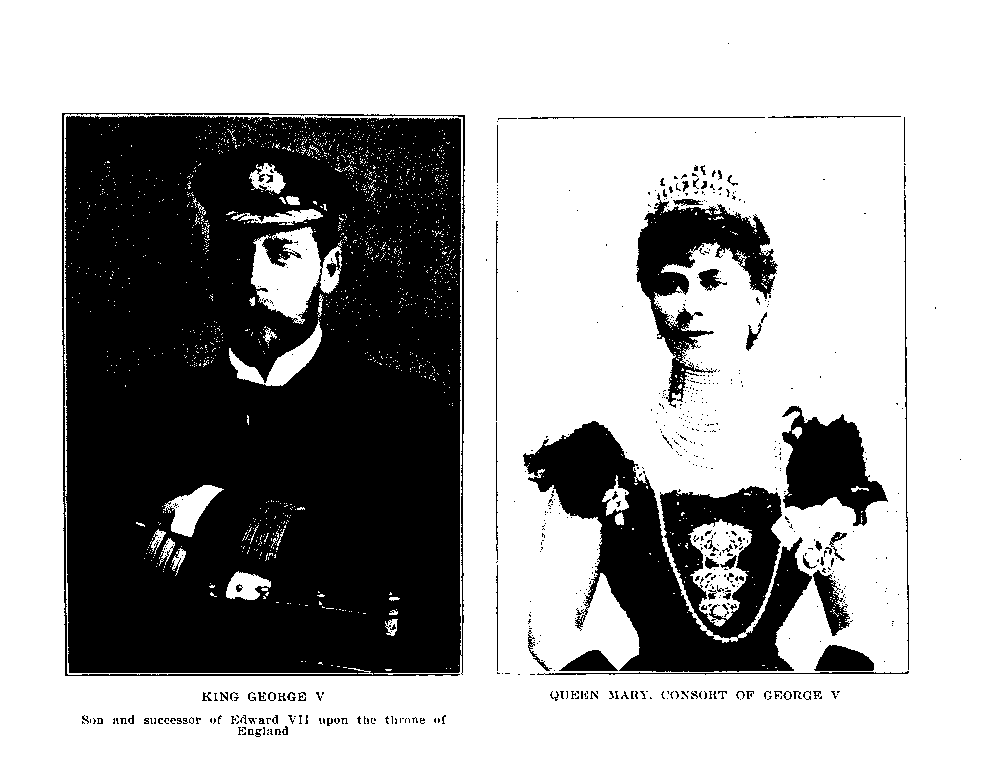 KING GEORGE V
Son and successor of Edward VII upon the throne of
England
QUEEN MARY, CONSORT OF GEORGE V